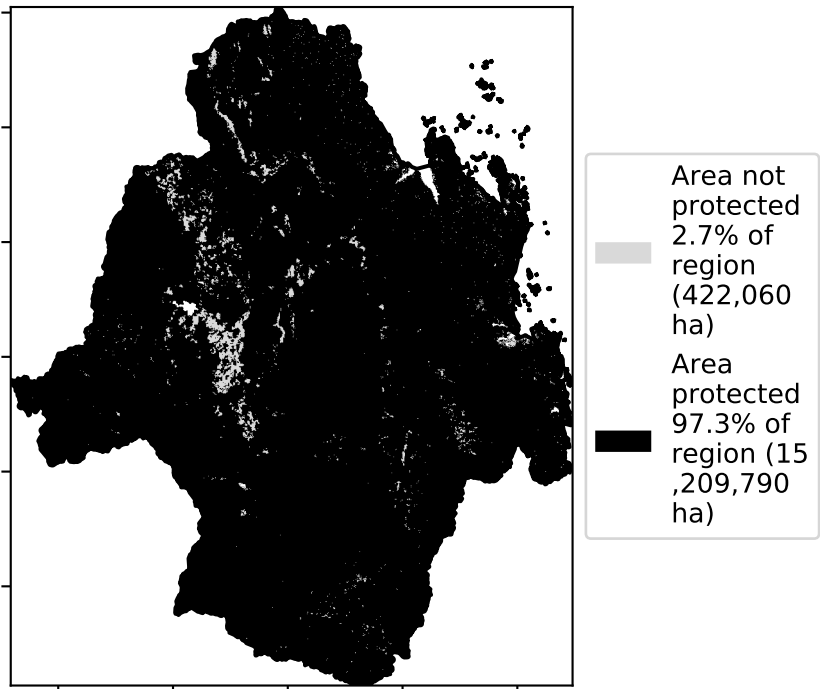 Area not
protected
2.7% of
region
(422,060
ha)
Area
protected
97.3% of
region (15
,209,790
ha)